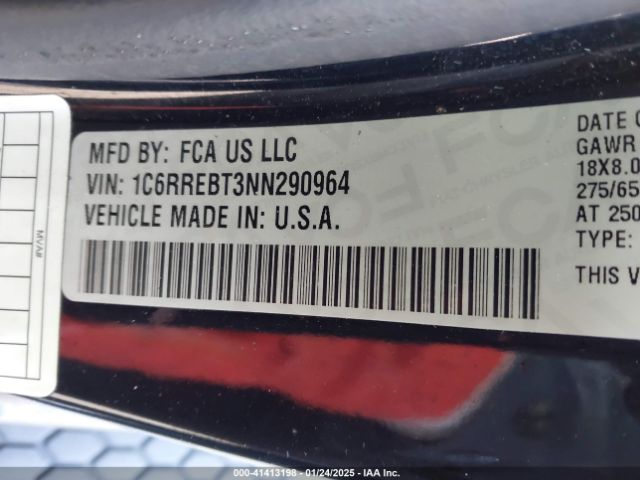 MFD BY: FCA US LLC
VIN: 1C6RREBT3NN290964
VEHICLE MADE IN: U.S.A.
DATE O
GAWR
18X8.0
275/65
AT 250
TYPE:
THIS V
MVA#
000-41413198 - 01/24/2025 - IAA Inc.